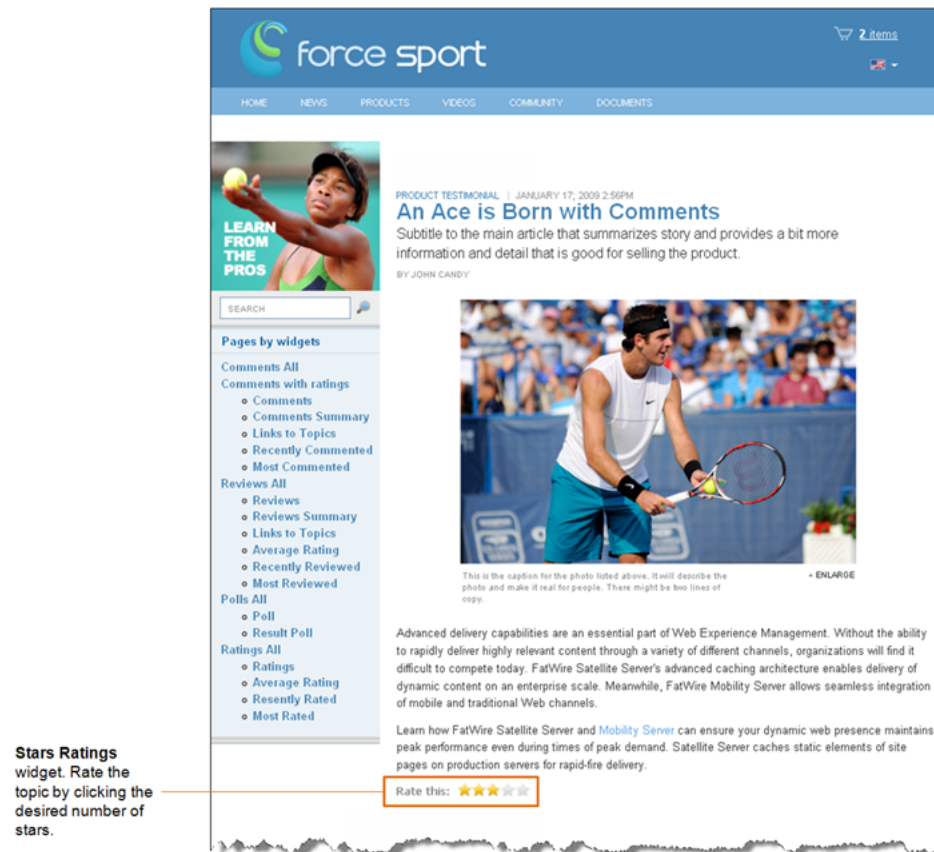 force sport
2 items
HOME NEWS PRODUCTS VIDEOS COMMUNITY DOCUMENTS
LEARN
FROM
THE
PROS
SEARCH
Pages by widgets
Comments All
Comments with ratings
Comments
Comments Summary
Links to Topics
Recently Commented
Most Commented
Reviews All
Reviews
Reviews Summary
Links to Topics
Average Rating
Recently Reviewed
Most Reviewed
Polls All
Poll
Result Poll
Ratings All
Ratings
Average Rating
Resently Rated
Most Rated
PRODUCT TESTIMONIAL | JANUARY 17, 2009 2:56PM
An Ace is Born with Comments
Subtitle to the main article that summarizes story and provides a bit more
information and detail that is good for selling the product.
BY JOHN CANDY
This is the caption for the photo listed above. It will describe the
photo and make it real for people. There might be two lines of
copy.
+ ENLARGE
Advanced delivery capabilities are an essential part of Web Experience Management. Without the ability
to rapidly deliver highly relevant content through a variety of different channels, organizations will find it
difficult to compete today. FatWire Satellite Server's advanced caching architecture enables delivery of
dynamic content on an enterprise scale. Meanwhile, FatWire Mobility Server allows seamless integration
of mobile and traditional Web channels.
Learn how FatWire Satellite Server and Mobility Server can ensure your dynamic web presence maintains
peak performance even during times of peak demand. Satellite Server caches static elements of site
pages on production servers for rapid-fire delivery.
Rate this:
Stars Ratings
widget. Rate the
topic by clicking the
desired number of
stars.